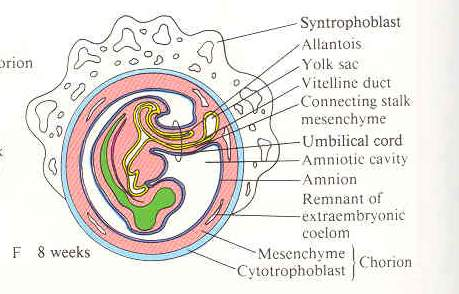 Syntrophoblast
Allantois
orion
Yolk sac
Vitelline duct
Connecting stalk
mesenchyme
Umbilical cord
Amniotic cavity
Amnion
Remnant of
extraembryonic
coelom
F 8 weeks
Mesenchyme
Cytotrophoblast
Chorion